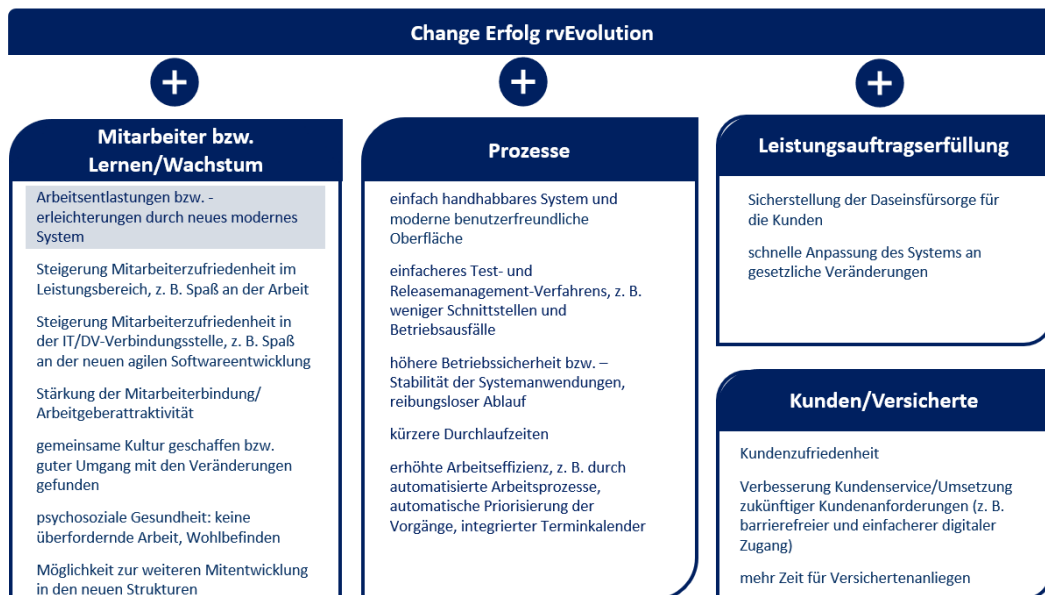 Change Erfolg rvEvolution
Mitarbeiter bzw.
Lernen/Wachstum
Arbeitsentlastungen bzw. -
erleichterungen durch neues modernes
System
Steigerung Mitarbeiterzufriedenheit im
Leistungsbereich, z. B. Spaß an der Arbeit
Steigerung Mitarbeiterzufriedenheit in
der IT/DV-Verbindungsstelle, z. B. Spaß
an der neuen agilen Softwareentwicklung
Stärkung der Mitarbeiterbindung/
Arbeitgeberattraktivität
gemeinsame Kultur geschaffen bzw.
guter Umgang mit den Veränderungen
gefunden
psychosoziale Gesundheit: keine
überfordernde Arbeit, Wohlbefinden
Möglichkeit zur weiteren Mitentwicklung
in den neuen Strukturen
Prozesse
einfach handhabbares System und
moderne benutzerfreundliche
Oberfläche
einfacheres Test- und
Releasemanagement-Verfahrens, z. B.
weniger Schnittstellen und
Betriebsausfälle
höhere Betriebssicherheit bzw. –
Stabilität der Systemanwendungen,
reibungsloser Ablauf
kürzere Durchlaufzeiten
erhöhte Arbeitseffizienz, z. B. durch
automatisierte Arbeitsprozesse,
automatische Priorisierung der
Vorgänge, integrierter Terminkalender
Leistungsauftragserfüllung
Sicherstellung der Daseinsfürsorge für
die Kunden
schnelle Anpassung des Systems an
gesetzliche Veränderungen
Kunden/Versicherte
Kundenzufriedenheit
Verbesserung Kundenservice/Umsetzung
zukünftiger Kundenanforderungen (z. B.
barrierefreier und einfacherer digitaler
Zugang)
mehr Zeit für Versichertenanliegen